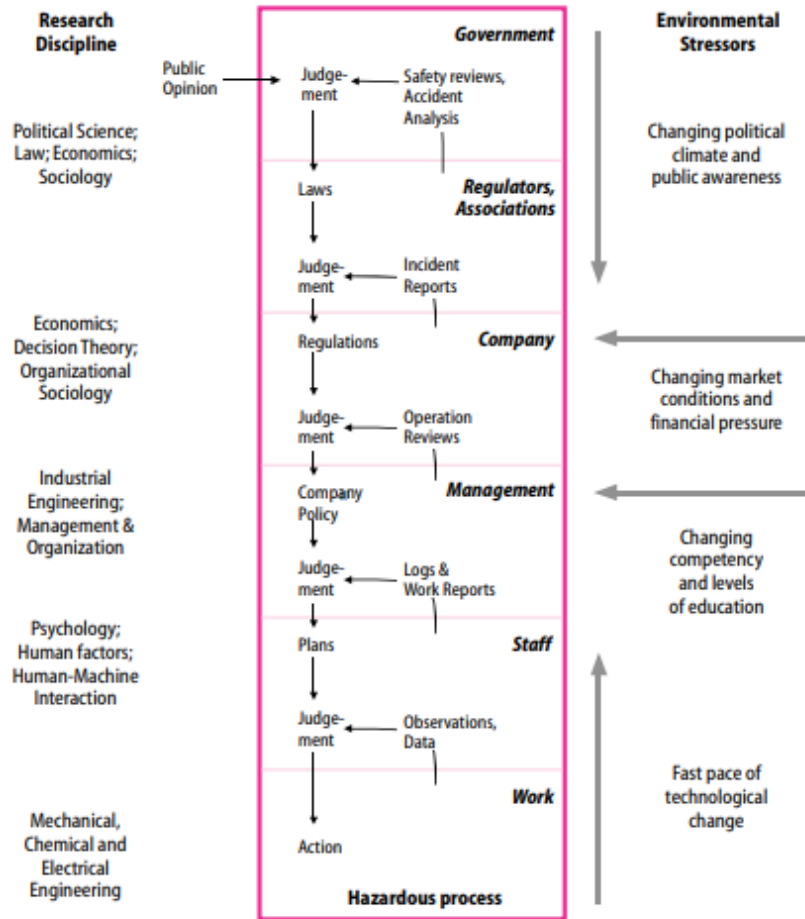 Research
Discipline
Government
Environmental
Stressors
Public
Opinion
Judge-
ment
Safety reviews,
Accident
Analysis
Political Science;
Law; Economics;
Sociology
Changing political
climate and
public awareness
Laws
Regulators,
Associations
Judge-
ment
Incident
Reports
Economics;
Decision Theory;
Organizational
Sociology
Regulations
Company
Changing market
conditions and
financial pressure
Judge-
ment
Operation
Reviews
Industrial
Engineering;
Management &
Organization
Company
Policy
Management
Changing
competency
and levels
of education
Judge-
ment
Logs &
Work Reports
Psychology;
Human factors;
Human-Machine
Interaction
Plans
Staff
Judge-
ment
Observations,
Data
Work
Fast pace of
technological
change
Mechanical,
Chemical and
Electrical
Engineering
Action
Hazardous process